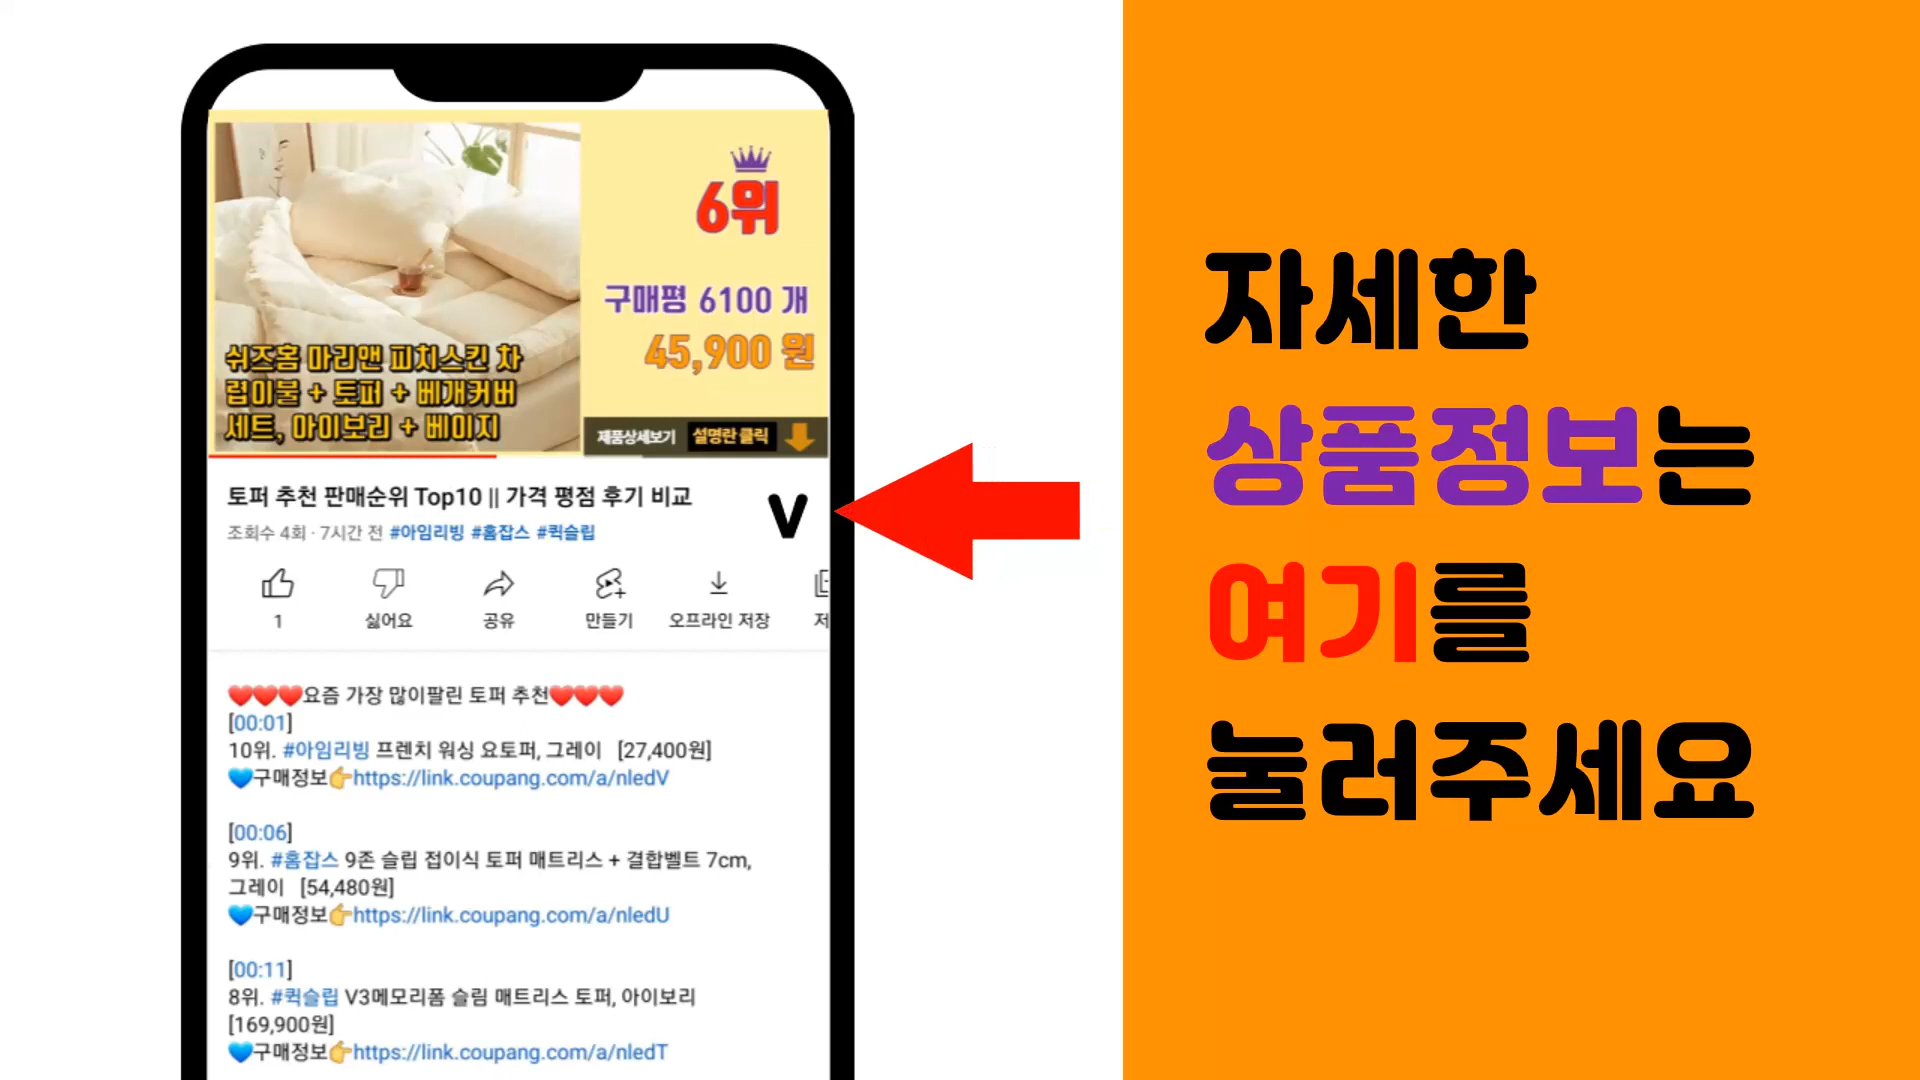 6위
구매평 6100 개
45,900 원
쉬즈홈 마리앤 피치스킨 차
렵이불 + 토퍼 + 베개커버
세트, 아이보리 + 베이지
제품상세보기 설명란 클릭
토퍼 추천 판매순위 Top10 || 가격 평점 후기 비교
V
조회수 4회 · 7시간 전 #아임리빙 #홈잡스 #퀵슬립
1 싫어요 공유 만들기 오프라인 저장 저
❤️❤️❤️요즘 가장 많이팔린 토퍼 추천❤️❤️❤️
[00:01]
10위. #아임리빙 프렌치 워싱 요토퍼, 그레이 [27,400원]
💙구매정보👉https://link.coupang.com/a/nledV
[00:06]
9위. #홈잡스 9존 슬립 접이식 토퍼 매트리스 + 결합벨트 7cm,
그레이 [54,480원]
💙구매정보👉https://link.coupang.com/a/nledU
[00:11]
8위. #퀵슬립 V3메모리폼 슬림 매트리스 토퍼, 아이보리
[169,900원]
💙구매정보👉https://link.coupang.com/a/nledT
자세한
상품정보는
여기를
눌러주세요